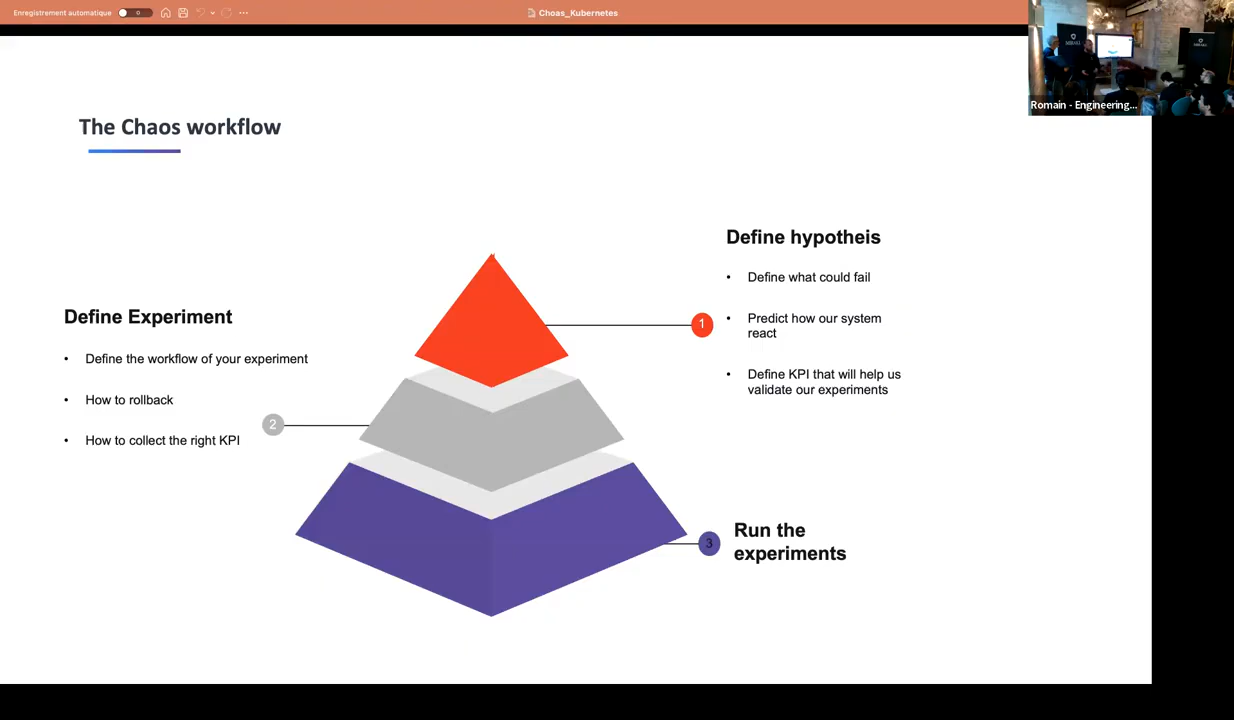 Enregistrement automatique
Choas_Kubernetes
Romain - Engineering...
The Chaos workflow
Define hypotheis
• Define what could fail
• Predict how our system
react
• Define KPI that will help us
validate our experiments
1
Define Experiment
• Define the workflow of your experiment
• How to rollback
• How to collect the right KPI
2
3
Run the
experiments